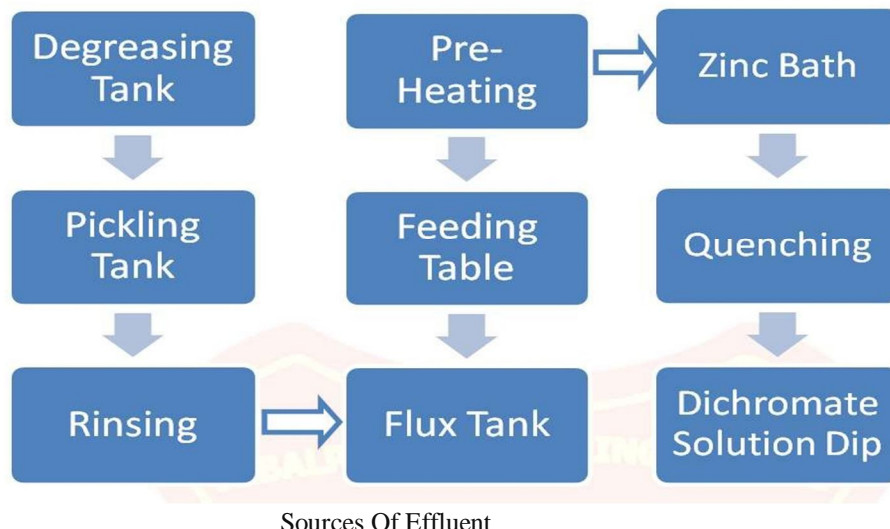 Degreasing
Tank
Pickling
Tank
Rinsing
Pre-
Heating
Feeding
Table
Flux Tank
Zinc Bath
Quenching
Dichromate
Solution Dip
Sources Of Effluent